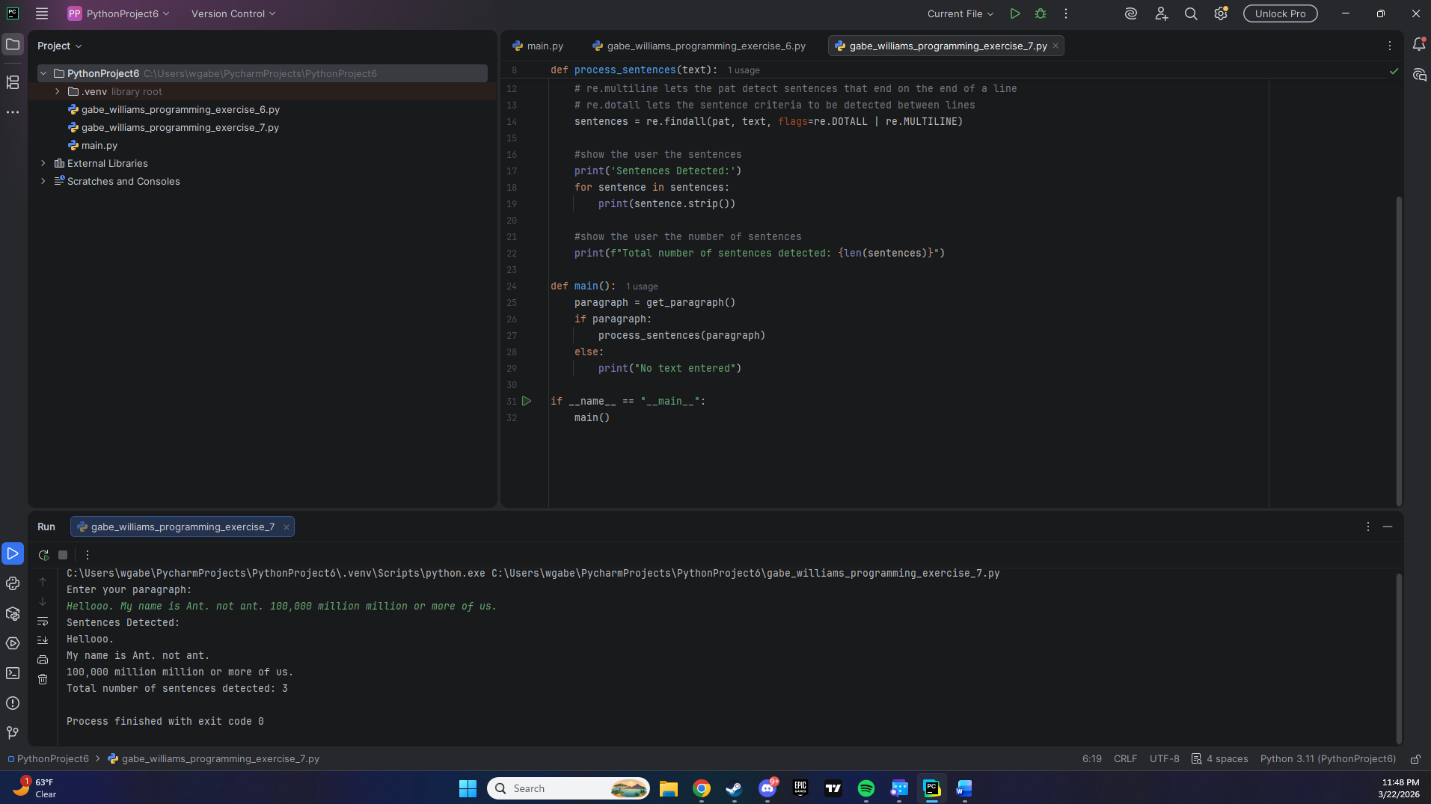 PC
PP PythonProject6
Version Control
Current File
Unlock Pro
Project
main.py
gabe_williams_programming_exercise_6.py
gabe_williams_programming_exercise_7.py
PythonProject6 C:\Users\wgabe\PycharmProjects\PythonProject6
.venv library root
gabe_williams_programming_exercise_6.py
gabe_williams_programming_exercise_7.py
main.py
External Libraries
Scratches and Consoles
8 def process_sentences(text): 1 usage
12 # re.multiline lets the pat detect sentences that end on the end of a line
13 # re.dotall lets the sentence criteria to be detected between lines
14 sentences = re.findall(pat, text, flags=re.DOTALL | re.MULTILINE)
15
16 #show the user the sentences
17 print('Sentences Detected:')
18 for sentence in sentences:
19 print(sentence.strip())
20
21 #show the user the number of sentences
22 print(f"Total number of sentences detected: {len(sentences)}")
23
24 def main(): 1 usage
25 paragraph = get_paragraph()
26 if paragraph:
27 process_sentences(paragraph)
28 else:
29 print("No text entered")
30
31 if __name__ == "__main__":
32 main()
Run
gabe_williams_programming_exercise_7
C:\Users\wgabe\PycharmProjects\PythonProject6\.venv\Scripts\python.exe C:\Users\wgabe\PycharmProjects\PythonProject6\gabe_williams_programming_exercise_7.py
Enter your paragraph:
Hellooo. My name is Ant. not ant. 100,000 million million or more of us.
Sentences Detected:
Hellooo.
My name is Ant. not ant.
100,000 million million or more of us.
Total number of sentences detected: 3
Process finished with exit code 0
PythonProject6
gabe_williams_programming_exercise_7.py
6:19
CRLF
UTF-8
4 spaces
Python 3.11 (PythonProject6)
1
63°F
Clear
Search
9+
EPIC GAMES
PC
W
11:48 PM
3/22/2026